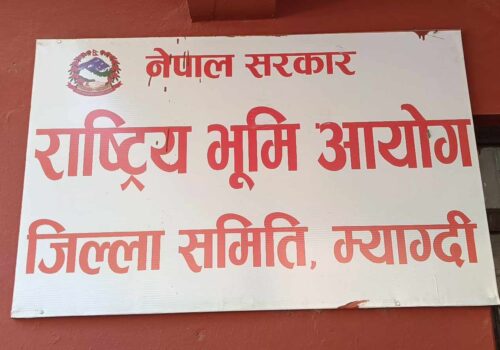 नेपाल सरकार
राष्ट्रिय भूमि आयोग
जिल्ला समिति, म्याग्दी